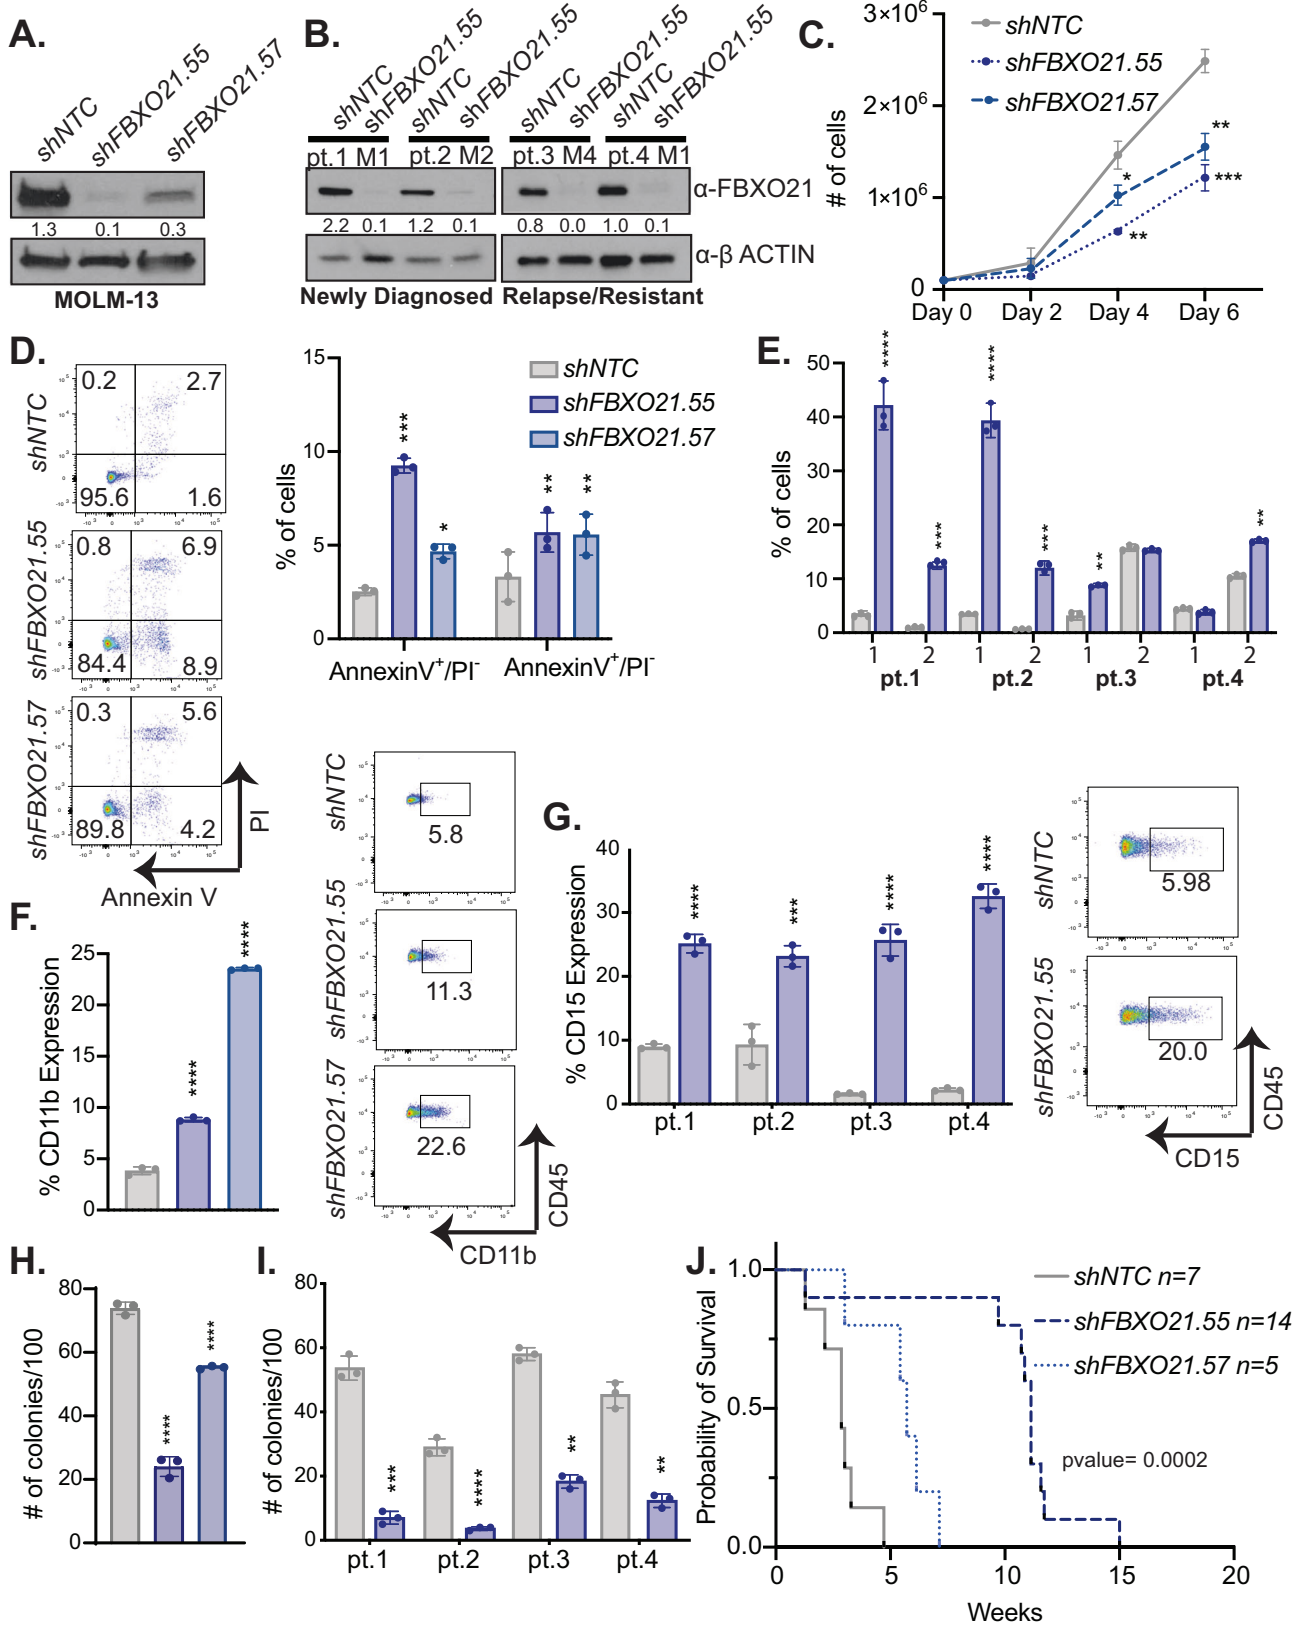 A.
shNTC
shFBXO21.55
shFBXO21.57
1.3 0.1 0.3
MOLM-13
B.
shNTC
shFBXO21.55
shNTC
shFBXO21.55
shNTC
shFBXO21.55
shNTC
shFBXO21.55
pt.1 M1 pt.2 M2 pt.3 M4 pt.4 M1
α-FBXO21
2.2 0.1 1.2 0.1 0.8 0.0 1.0 0.1
α-β ACTIN
Newly Diagnosed Relapse/Resistant
C.
# of cells
3×10⁶
2×10⁶
1×10⁶
0
shNTC
shFBXO21.55
shFBXO21.57
*
**
**
***
Day 0 Day 2 Day 4 Day 6
D.
shNTC
0.2 2.7
95.6 1.6
shFBXO21.55
0.8 6.9
84.4 8.9
shFBXO21.57
0.3 5.6
89.8 4.2
PI
Annexin V
% of cells
15
10
5
0
shNTC
shFBXO21.55
shFBXO21.57
***
*
**
**
AnnexinV⁺/PI⁻ AnnexinV⁺/PI⁻
E.
% of cells
50
40
30
20
10
0
****
***
****
***
**
**
1 2 1 2 1 2 1 2
pt.1 pt.2 pt.3 pt.4
F.
% CD11b Expression
25
20
15
10
5
0
****
****
shNTC
5.8
shFBXO21.55
11.3
shFBXO21.57
22.6
CD45
CD11b
G.
% CD15 Expression
40
30
20
10
0
****
***
****
****
pt.1 pt.2 pt.3 pt.4
shNTC
5.98
shFBXO21.55
20.0
CD45
CD15
H.
# of colonies/100
80
60
40
20
0
****
****
I.
# of colonies/100
80
60
40
20
0
***
****
**
**
pt.1 pt.2 pt.3 pt.4
J.
Probability of Survival
1.0
0.5
0.0
shNTC n=7
shFBXO21.55 n=14
shFBXO21.57 n=5
pvalue= 0.0002
0 5 10 15 20
Weeks